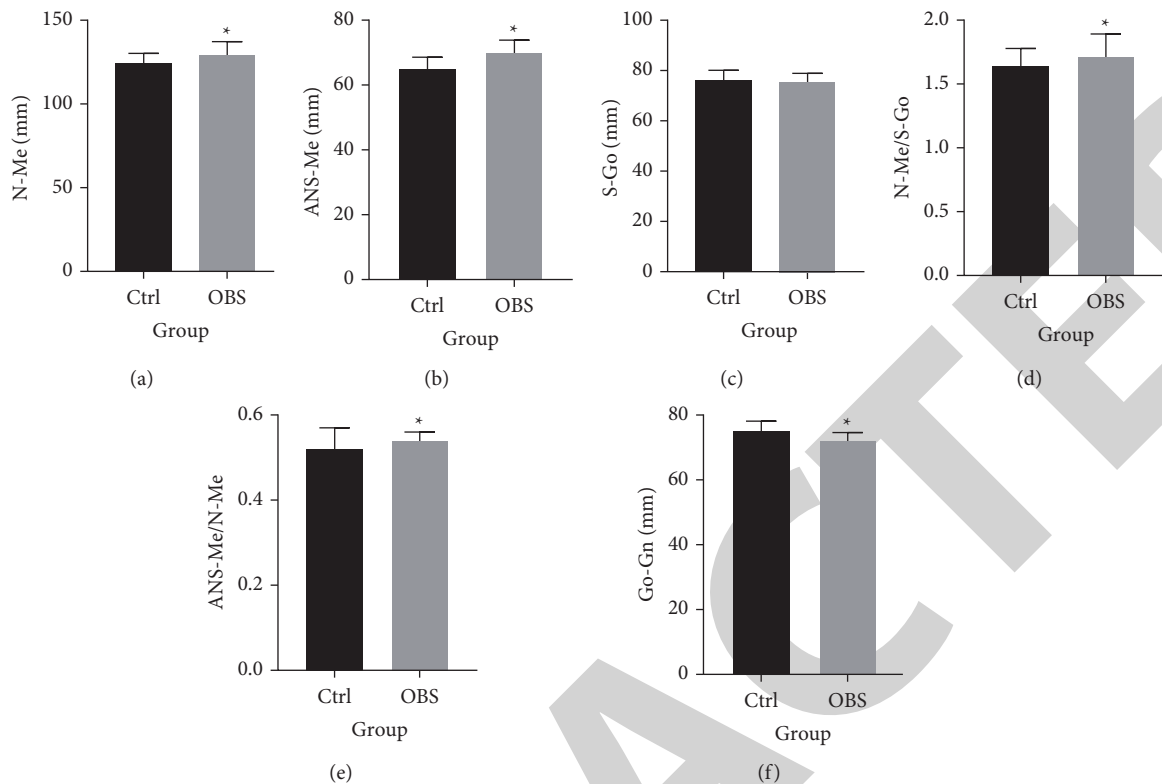 N-Me (mm)
150
100
50
0
*
Ctrl OBS
Group
(a)
ANS-Me (mm)
80
60
40
20
0
*
Ctrl OBS
Group
(b)
S-Go (mm)
100
80
60
40
20
0
Ctrl OBS
Group
(c)
N-Me/S-Go
2.0
1.5
1.0
0.5
0.0
*
Ctrl OBS
Group
(d)
ANS-Me/N-Me
0.6
0.4
0.2
0.0
*
Ctrl OBS
Group
(e)
Go-Gn (mm)
80
60
40
20
0
*
Ctrl OBS
Group
(f)
ACTE